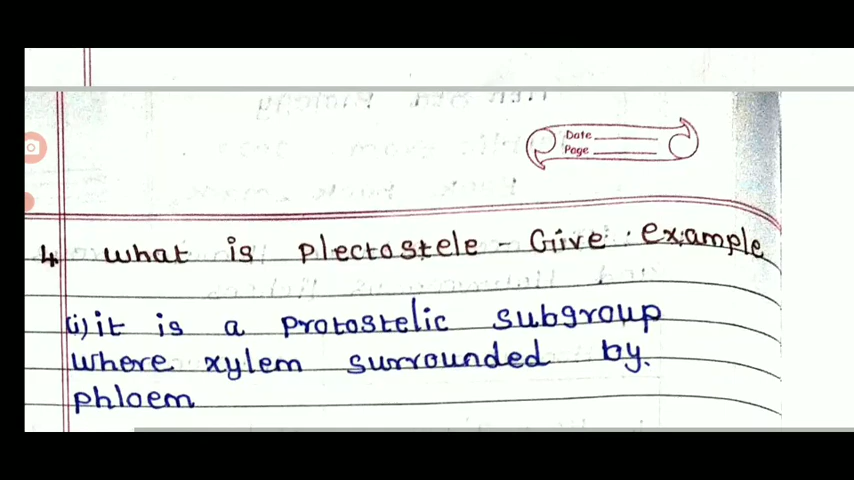 Date
Page
4. What is plectostele - Give example
(i) it is a protostelic subgroup
where xylem surrounded by.
phloem